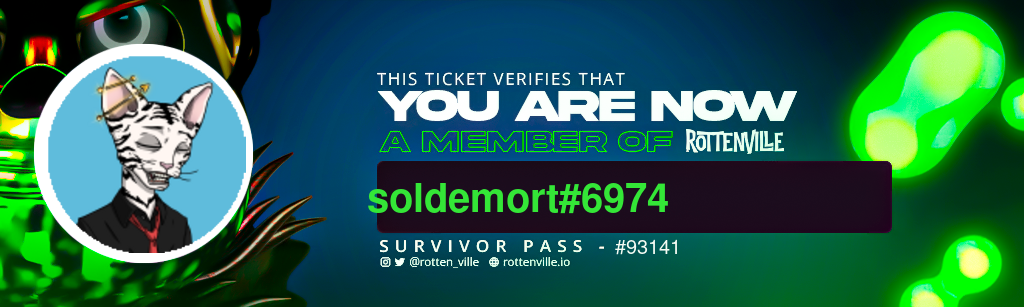 THIS TICKET VERIFIES THAT
YOU ARE NOW
A MEMBER OF ROTTENVILLE
soldemort#6974
SURVIVOR PASS - #93141
@rotten_ville rottenville.io